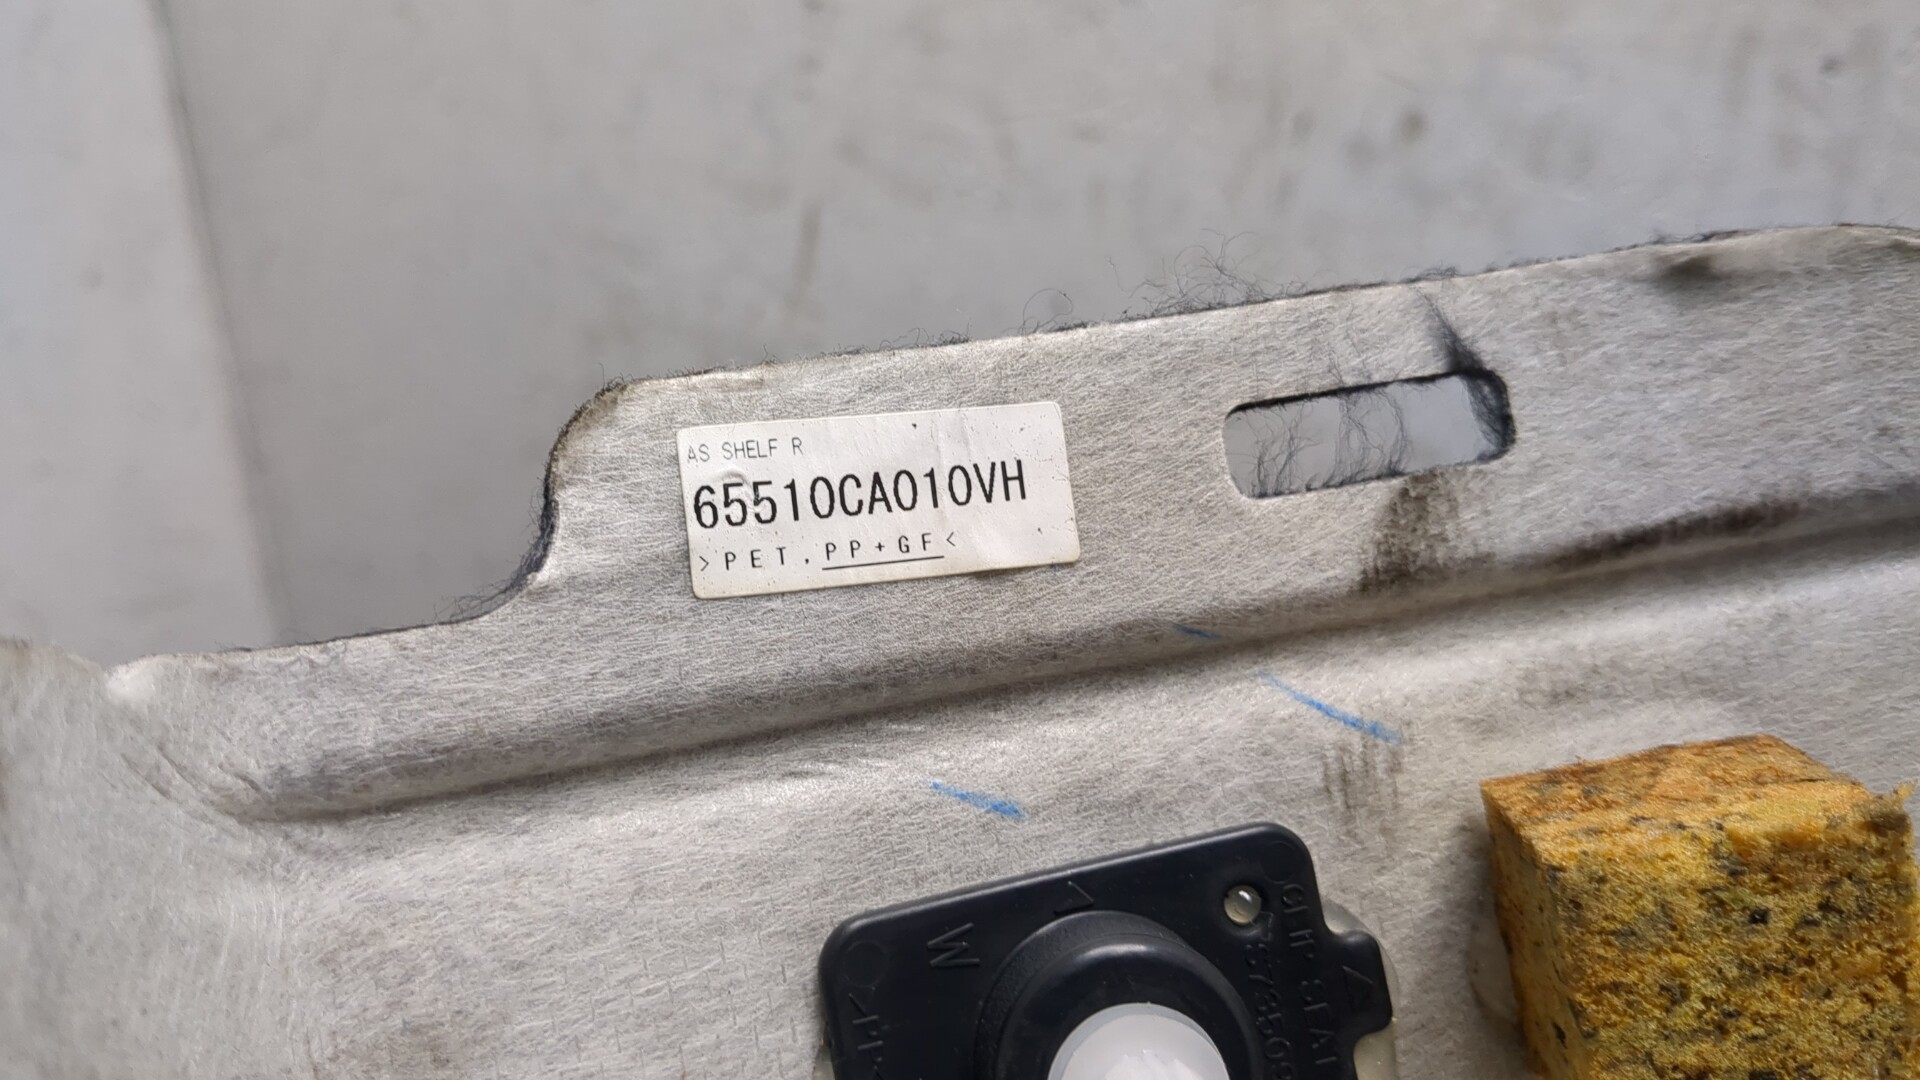 AS SHELF R
65510CA010VH
>PET,PP+GF<
W